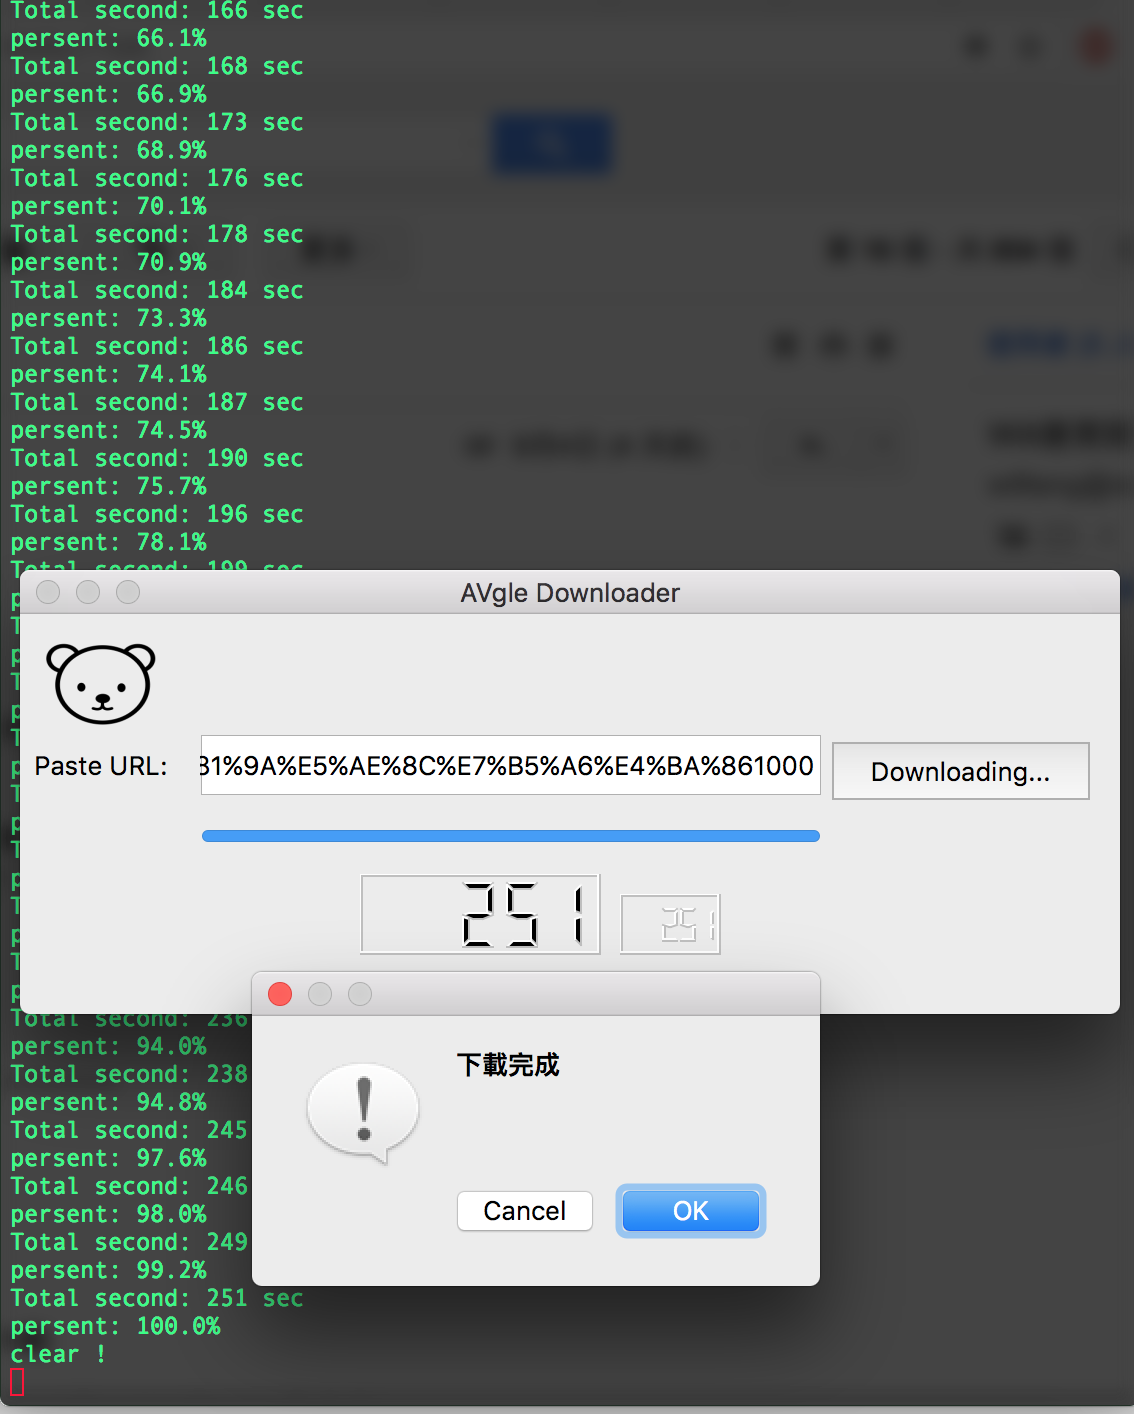 Total second: 166 sec
persent: 66.1%
Total second: 168 sec
persent: 66.9%
Total second: 173 sec
persent: 68.9%
Total second: 176 sec
persent: 70.1%
Total second: 178 sec
persent: 70.9%
Total second: 184 sec
persent: 73.3%
Total second: 186 sec
persent: 74.1%
Total second: 187 sec
persent: 74.5%
Total second: 190 sec
persent: 75.7%
Total second: 196 sec
persent: 78.1%
Total second: 199 sec
AVgle Downloader
Paste URL:
81%9A%E5%AE%8C%E7%B5%A6%E4%BA%861000
Downloading...
251
251
Total second: 236
persent: 94.0%
Total second: 238
persent: 94.8%
Total second: 245
persent: 97.6%
Total second: 246
persent: 98.0%
Total second: 249
persent: 99.2%
Total second: 251 sec
persent: 100.0%
clear !
下載完成
Cancel
OK